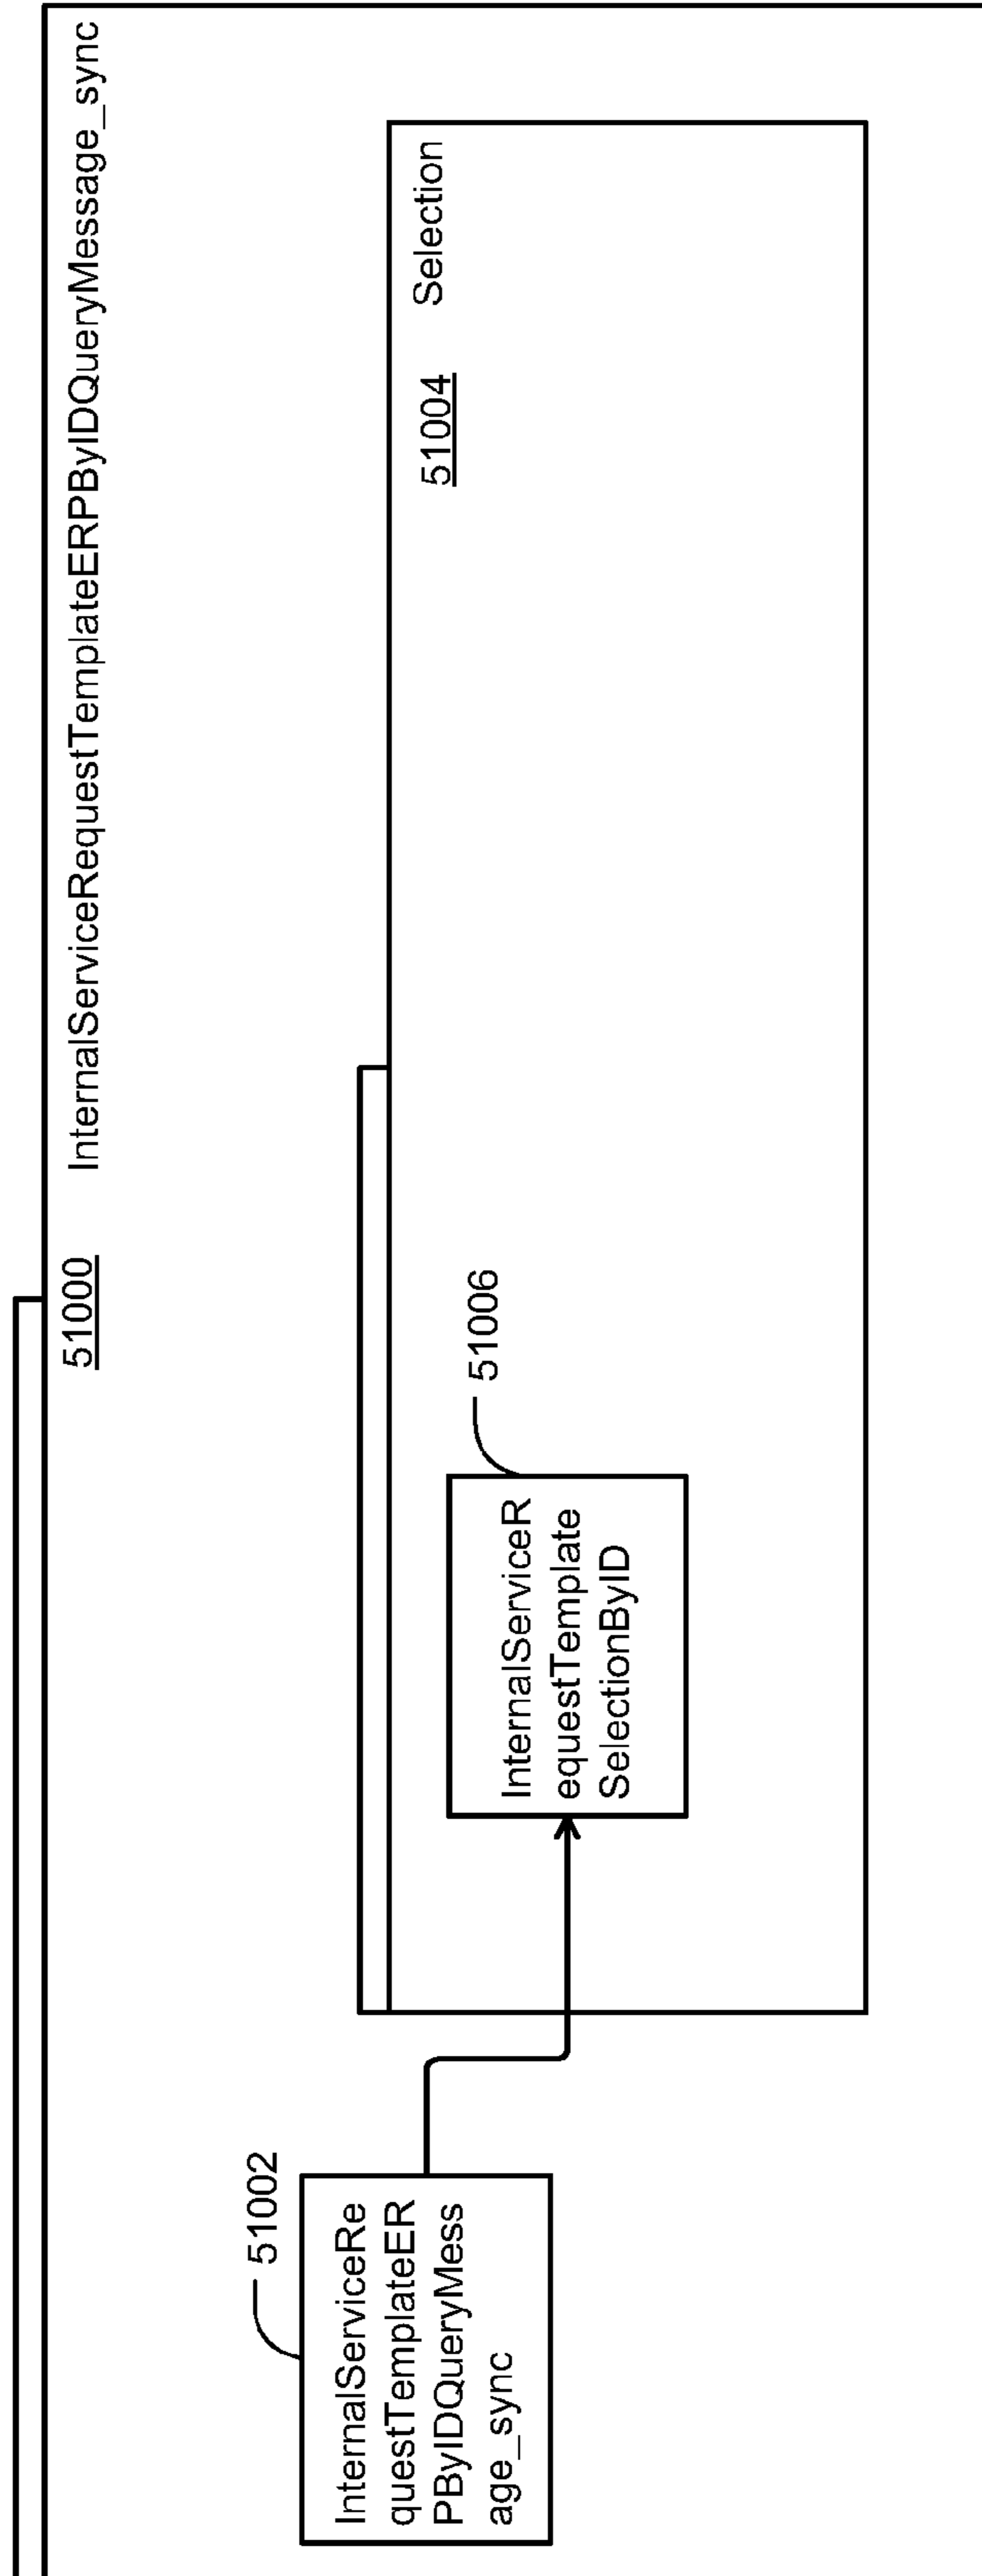 51000 InternalServiceRequestTemplateERPByIDQueryMessage_sync
51002
InternalServiceRe
questTemplateER
PByIDQueryMess
age_sync
51004 Selection
51006
InternalServiceR
equestTemplate
SelectionByID